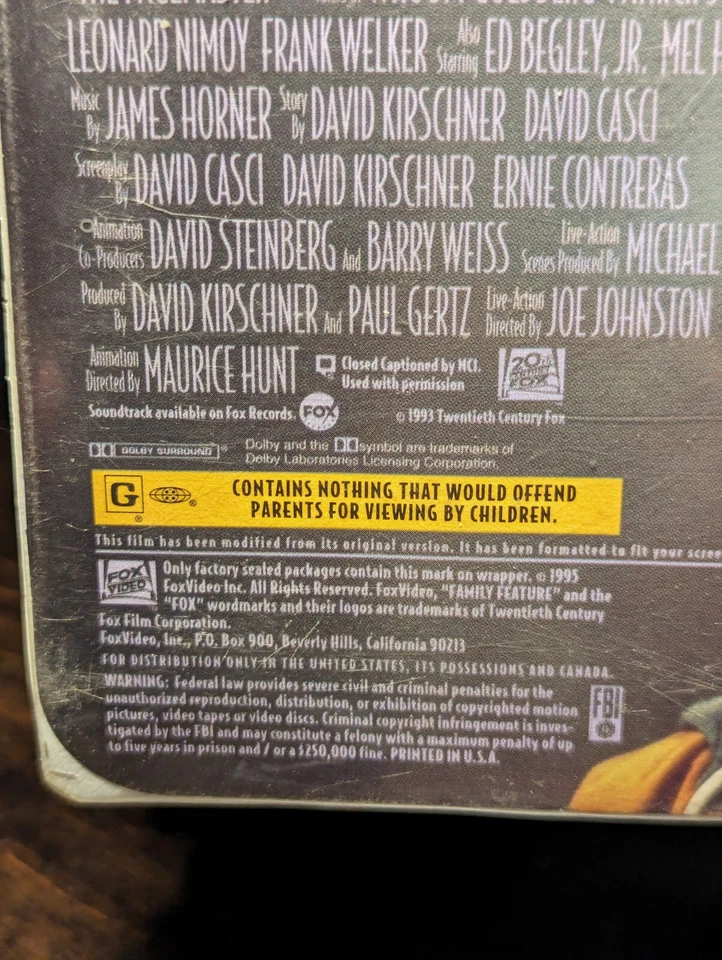 THE PAGEMASTER
LEONARD NIMOY FRANK WELKER Also Starring ED BEGLEY, JR. MEL
Music By JAMES HORNER Story By DAVID KIRSCHNER DAVID CASCI
Screenplay By DAVID CASCI DAVID KIRSCHNER ERNIE CONTRERAS
Animation Co-Producers DAVID STEINBERG And BARRY WEISS Live-Action Scenes Produced By MICHAEL
Produced By DAVID KIRSCHNER And PAUL GERTZ Live-Action Directed By JOE JOHNSTON
Animation Directed By MAURICE HUNT Closed Captioned by NCI. Used with permission 20th CENTURY FOX
Soundtrack available on Fox Records. FOX © 1993 Twentieth Century Fox
DOLBY SURROUND® Dolby and the symbol are trademarks of
Dolby Laboratories Licensing Corporation.
G ® ® CONTAINS NOTHING THAT WOULD OFFEND
PARENTS FOR VIEWING BY CHILDREN.
This film has been modified from its original version. It has been formatted to fit your scree
FOX VIDEO Only factory sealed packages contain this mark on wrapper. © 1995
FoxVideo Inc. All Rights Reserved. FoxVideo, "FAMILY FEATURE" and the
"FOX" wordmarks and their logos are trademarks of Twentieth Century
Fox Film Corporation.
FoxVideo, Inc., P.O. Box 900, Beverly Hills, California 90213
FOR DISTRIBUTION ONLY IN THE UNITED STATES, ITS POSSESSIONS AND CANADA.
WARNING: Federal law provides severe civil and criminal penalties for the
unauthorized reproduction, distribution, or exhibition of copyrighted motion
pictures, video tapes or video discs. Criminal copyright infringement is inves-
tigated by the FBI and may constitute a felony with a maximum penalty of up
to five years in prison and / or a $250,000 fine. PRINTED IN U.S.A.
FBI